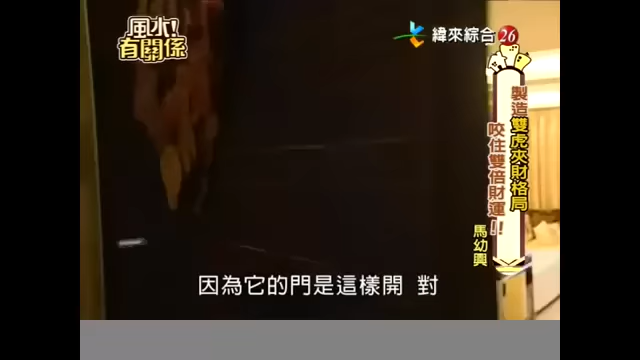 風水!
有關係
緯來綜合 26
製造雙虎夾財格局
咬住雙倍財運!!
馬幼興
因為它的門是這樣開 對